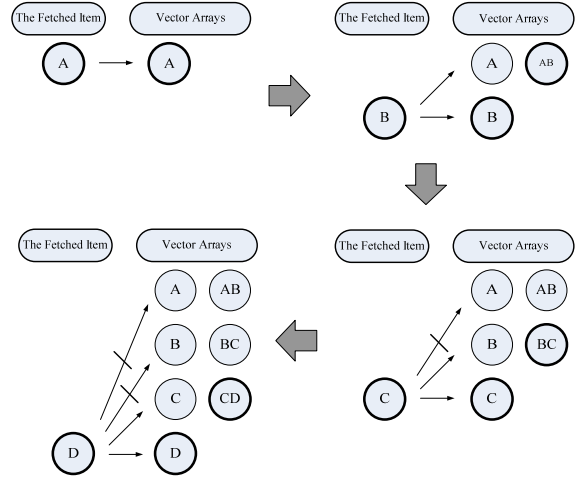 The Fetched Item
Vector Arrays
A
A
The Fetched Item
Vector Arrays
A
AB
B
B
The Fetched Item
Vector Arrays
A
AB
B
BC
C
C
The Fetched Item
Vector Arrays
A
AB
B
BC
C
CD
D
D